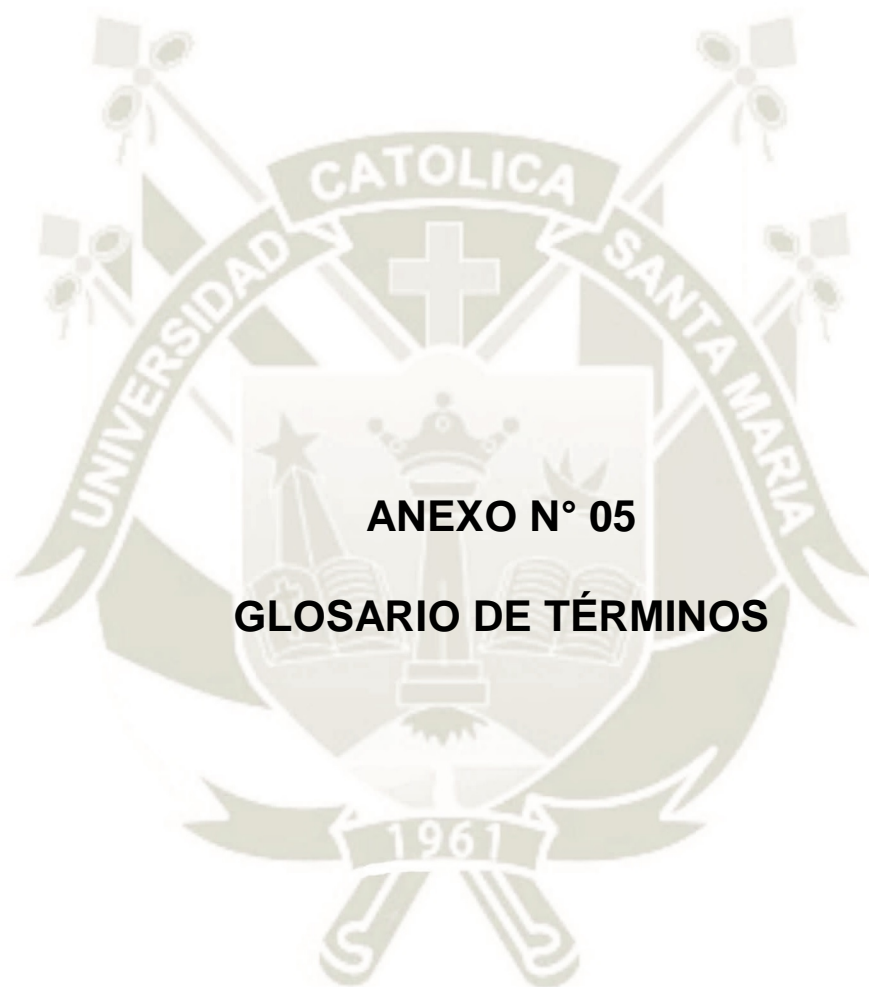 UNIVERSIDAD CATOLICA SANTA MARIA
ANEXO N° 05
GLOSARIO DE TÉRMINOS
1961